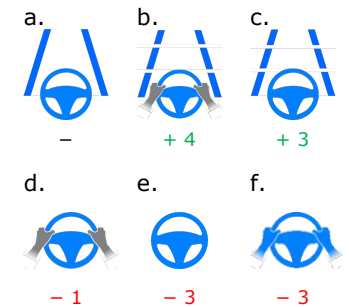 a.
b.
c.
–
+ 4
+ 3
d.
e.
f.
– 1
– 3
– 3